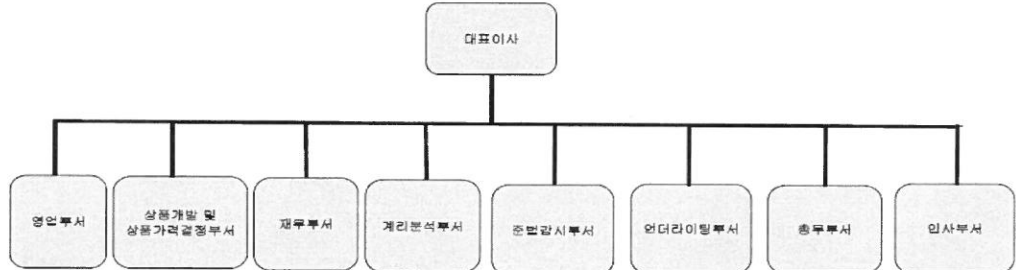 대표이사
영업부서
상품개발 및
상품가격결정부서
재무부서
계리분석부서
준법감시부서
언더라이팅부서
총무부서
인사부서